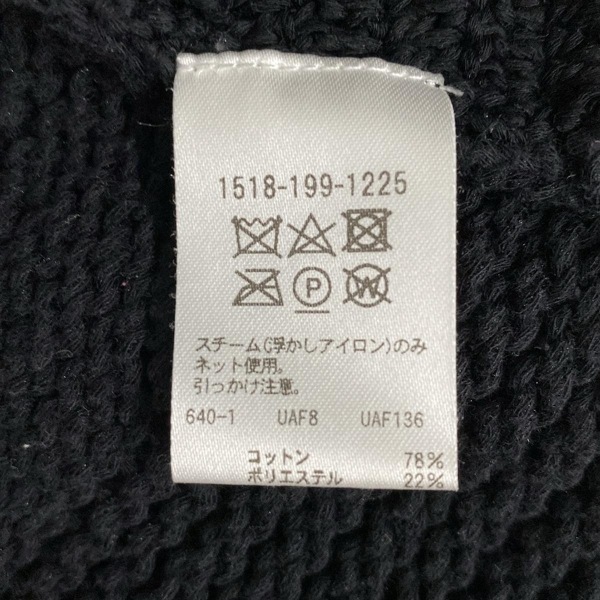 1518-199-1225
P W
スチーム(浮かしアイロン)のみ
ネット使用。
引っかけ注意。
640-1 UAF8 UAF136
コットン 78%
ポリエステル 22%